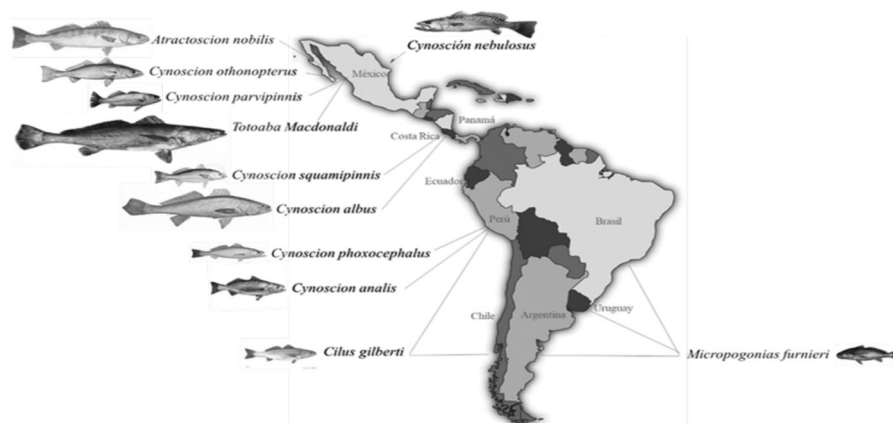 Atractoscion nobilis
Cynosción nebulosus
Cynoscion othonopterus
México
Cynoscion parvipinnis
Totoaba Macdonaldi
Panamá
Costa Rica
Cynoscion squamipinnis
Ecuador
Cynoscion albus
Perú
Brasil
Cynoscion phoxocephalus
Cynoscion analis
Chile
Argentina
Uruguay
Cilus gilberti
Micropogonias furnieri